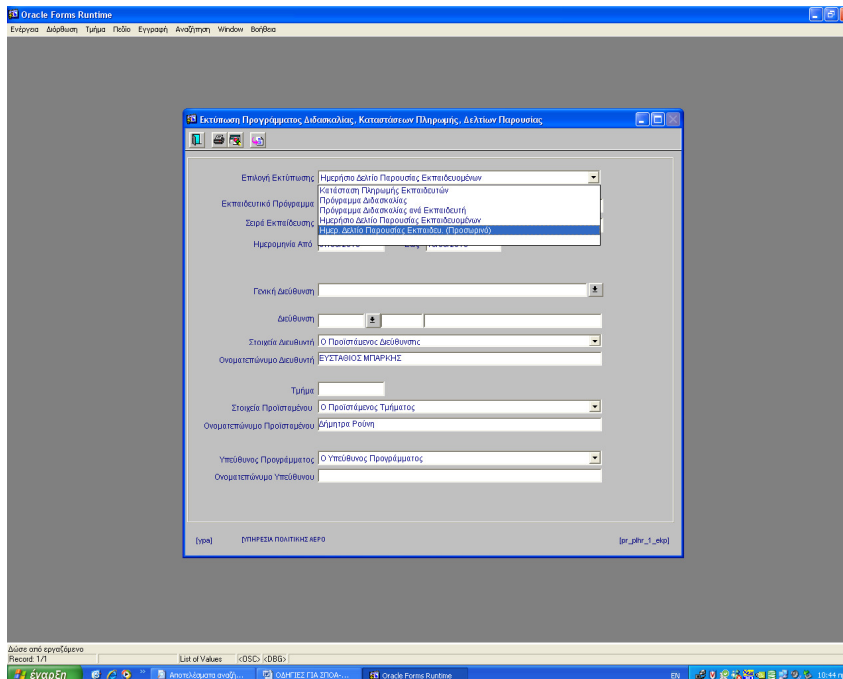 Oracle Forms Runtime
Ενέργεια Διόρθωση Τμήμα Πεδίο Εγγραφή Αναζήτηση Window Βοήθεια
Εκτύπωση Προγράμματος Διδασκαλίας, Καταστάσεων Πληρωμής, Δελτίων Παρουσίας
Επιλογή Εκτύπωσης Ημερήσιο Δελτίο Παρουσίας Εκπαιδευομένων
Κατάσταση Πληρωμής Εκπαιδευτών
Εκπαιδευτικό Πρόγραμμα Πρόγραμμα Διδασκαλίας
Πρόγραμμα Διδασκαλίας ανά Εκπαιδευτή
Σειρά Εκπαίδευσης Ημερήσιο Δελτίο Παρουσίας Εκπαιδευομένων
Ημερ. Δελτίο Παρουσίας Εκπαιδευ. (Προσωρινό)
Ημερομηνία Από
Γενική Διεύθυνση
Διεύθυνση
Στοιχεία Διευθυντή Ο Προϊστάμενος Διεύθυνσης
Ονοματεπώνυμο Διευθυντή ΕΥΣΤΑΘΙΟΣ ΜΠΑΡΚΗΣ
Τμήμα
Στοιχεία Προϊσταμένου Ο Προϊστάμενος Τμήματος
Ονοματεπώνυμο Προϊσταμένου Δήμητρα Ρούνη
Υπεύθυνος Προγράμματος Ο Υπεύθυνος Προγράμματος
Ονοματεπώνυμο Υπεύθυνου
[ypa] [ΥΠΗΡΕΣΙΑ ΠΟΛΙΤΙΚΗΣ ΑΕΡΟ [pr_plhr_1_ekp]
Δώσε από εργαζόμενο
Record: 1/1 List of Values <OSC> <DBG>
έναρξη Αποτελέσματα αναζή... ΟΔΗΓΙΕΣ ΓΙΑ ΣΠΟΑ-... Oracle Forms Runtime EN 10:44